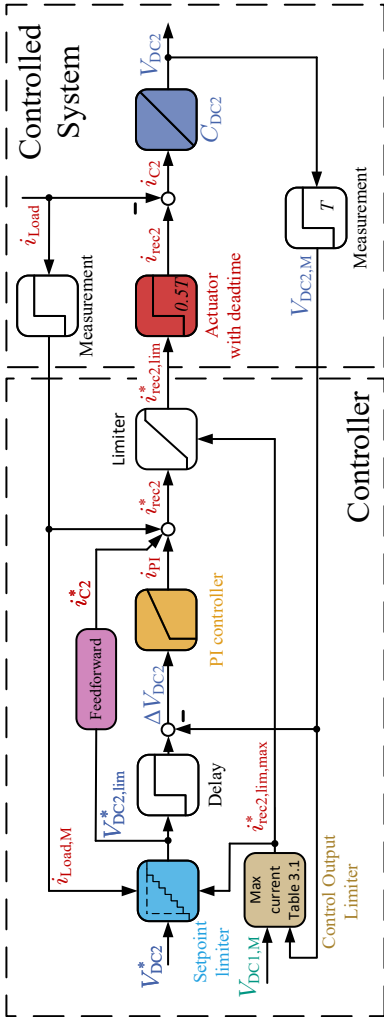 Controlled
System
Controller
i_Load
Measurement
V_DC2
C_DC2
i_C2
-
i_rec2
0.5T
Actuator
with deadtime
T
Measurement
V_DC2,M
i*_rec2,lim
Limiter
i*_rec2
i_PI
i*_C2
Feedforward
PI controller
ΔV_DC2
-
Delay
V*_DC2,lim
i_Load,M
V*_DC2
Setpoint
limiter
i*_rec2,lim,max
Max
current
Table 3.1
V_DC1,M
Control Output
Limiter